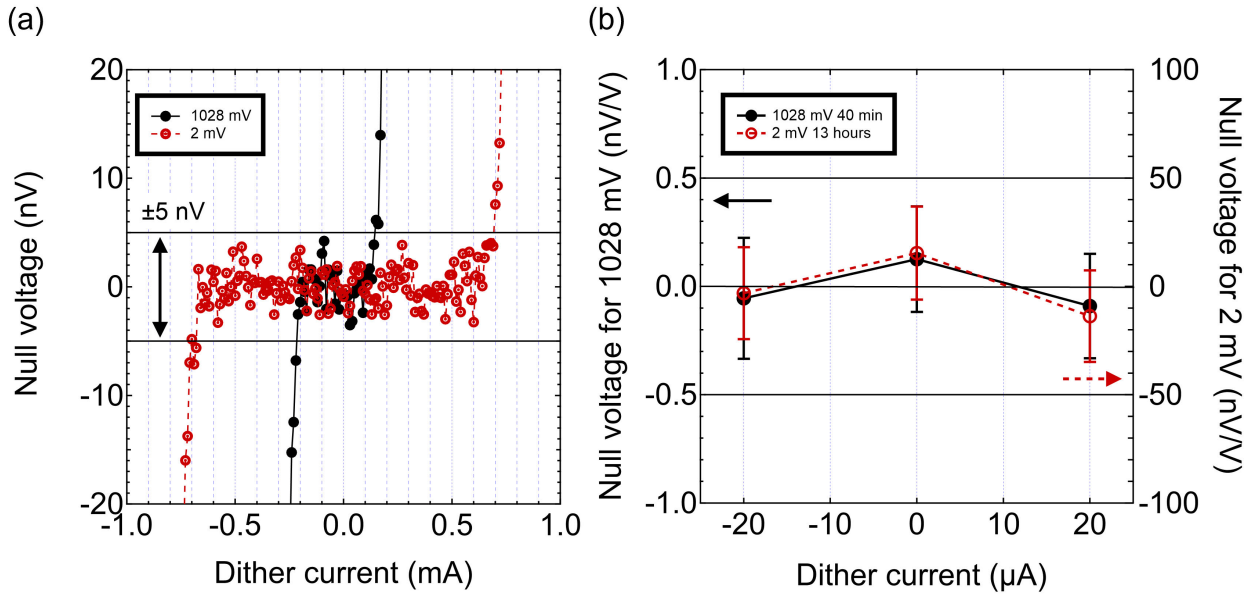 (a)
Null voltage (nV)
20
10
0
-10
-20
1028 mV
2 mV
±5 nV
-1.0
-0.5
0.0
0.5
1.0
Dither current (mA)
(b)
Null voltage for 1028 mV (nV/V)
1.0
0.5
0.0
-0.5
-1.0
1028 mV 40 min
2 mV 13 hours
100
50
0
-50
-100
Null voltage for 2 mV (nV/V)
-20
-10
0
10
20
Dither current (µA)